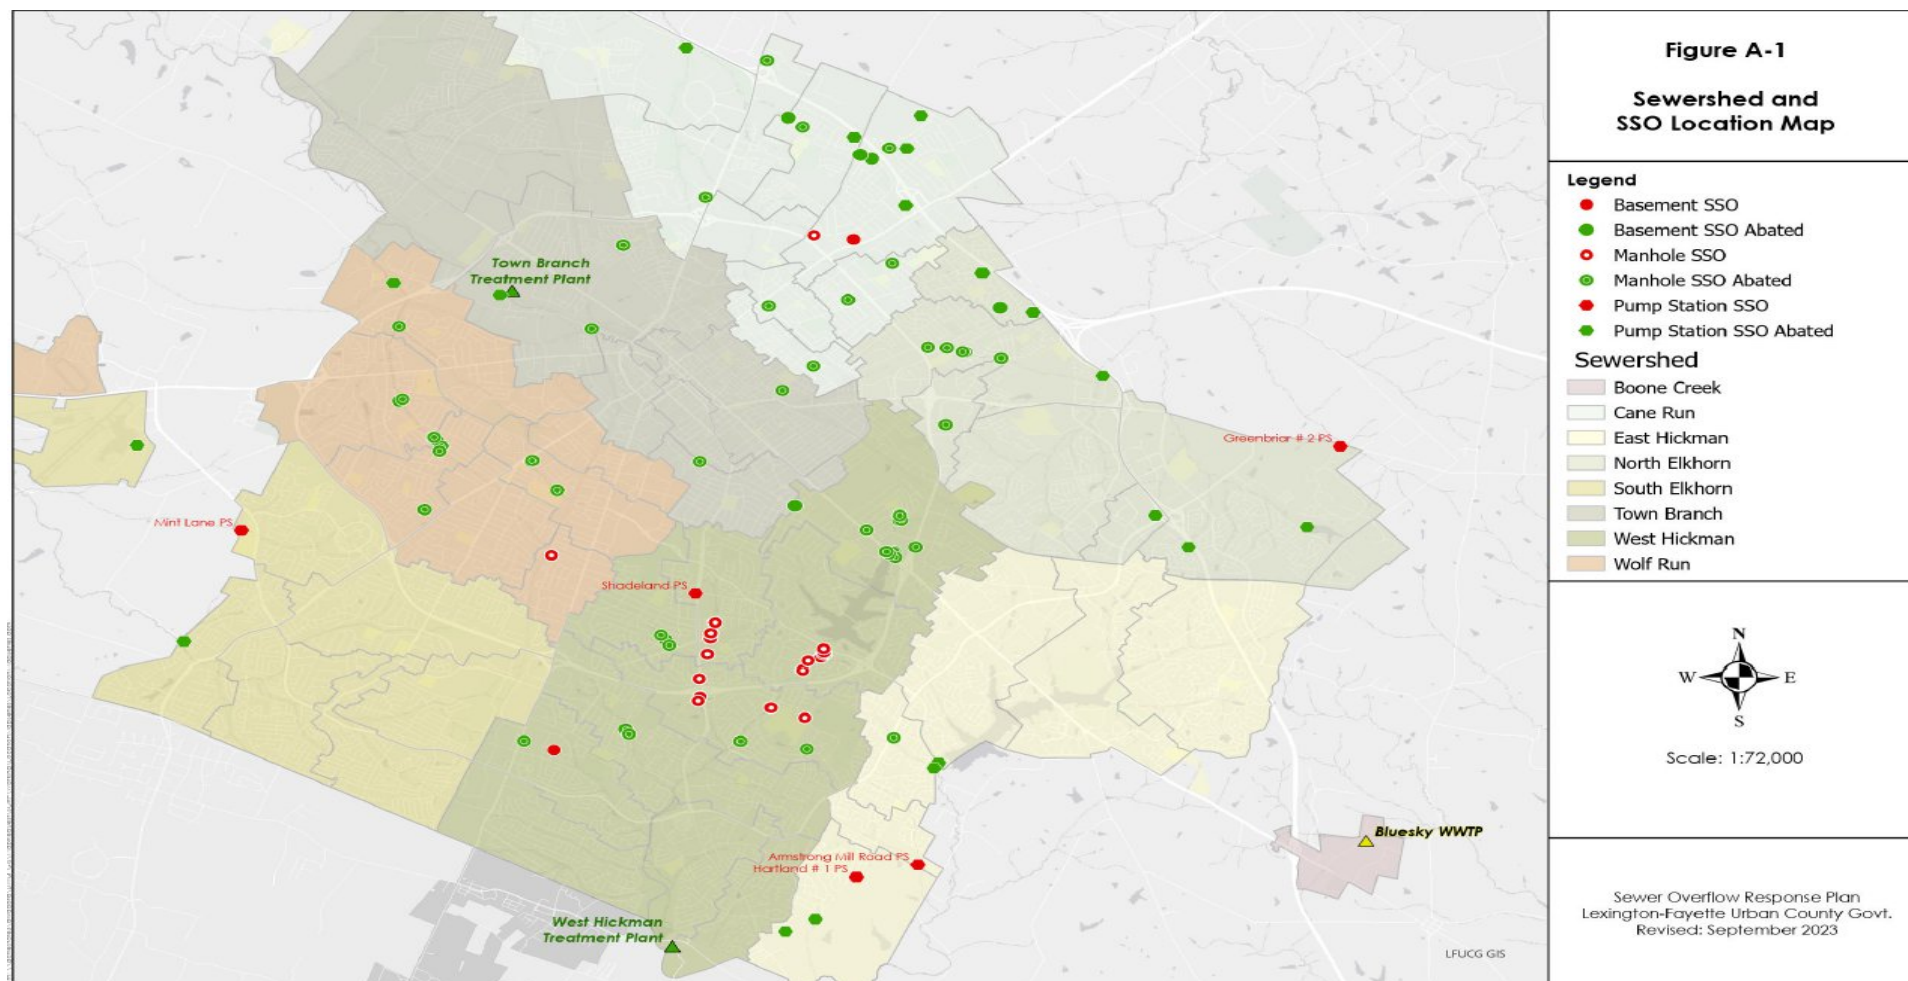 Figure A-1
Sewershed and
SSO Location Map
Legend
Basement SSO
Basement SSO Abated
Manhole SSO
Manhole SSO Abated
Pump Station SSO
Pump Station SSO Abated
Sewershed
Boone Creek
Cane Run
East Hickman
North Elkhorn
South Elkhorn
Town Branch
West Hickman
Wolf Run
N
W
E
S
Scale: 1:72,000
Sewer Overflow Response Plan
Lexington-Fayette Urban County Govt.
Revised: September 2023
Town Branch
Treatment Plant
Greenbriar # 2 PS
Mint Lane PS
Shadeland PS
Armstrong Mill Road PS
Hartland # 1 PS
Bluesky WWTP
West Hickman
Treatment Plant
LFUCG GIS